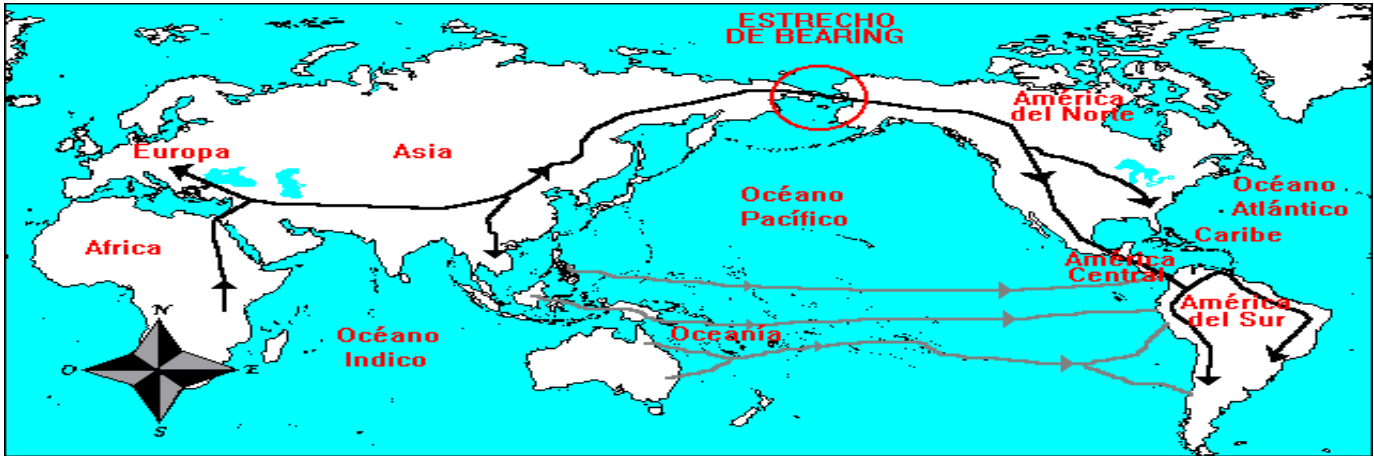 ESTRECHO
DE BEARING
América
del Norte
Europa
Asia
Océano
Pacífico
Océano
Atlántico
Caribe
Africa
América
Central
América
del Sur
Océano
Indico
Oceanía
N
O
E
S